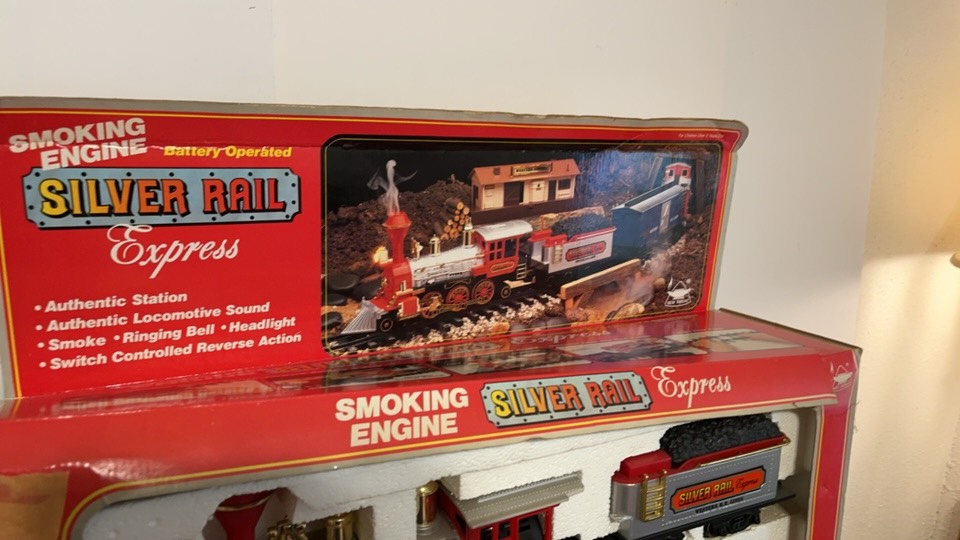 SMOKING
ENGINE
Battery Operated
SILVER RAIL
Express
• Authentic Station
• Authentic Locomotive Sound
• Smoke • Ringing Bell • Headlight
• Switch Controlled Reverse Action
SMOKING
ENGINE
SILVER RAIL
Express
SILVER RAIL Express